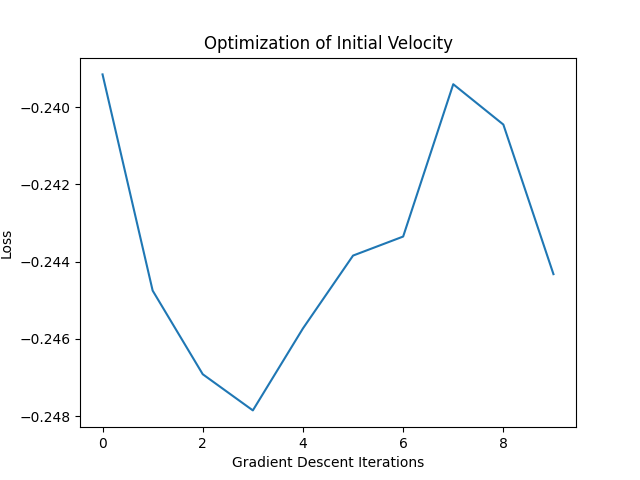 Optimization of Initial Velocity
−0.240
−0.242
−0.244
−0.246
−0.248
Loss
0 2 4 6 8
Gradient Descent Iterations